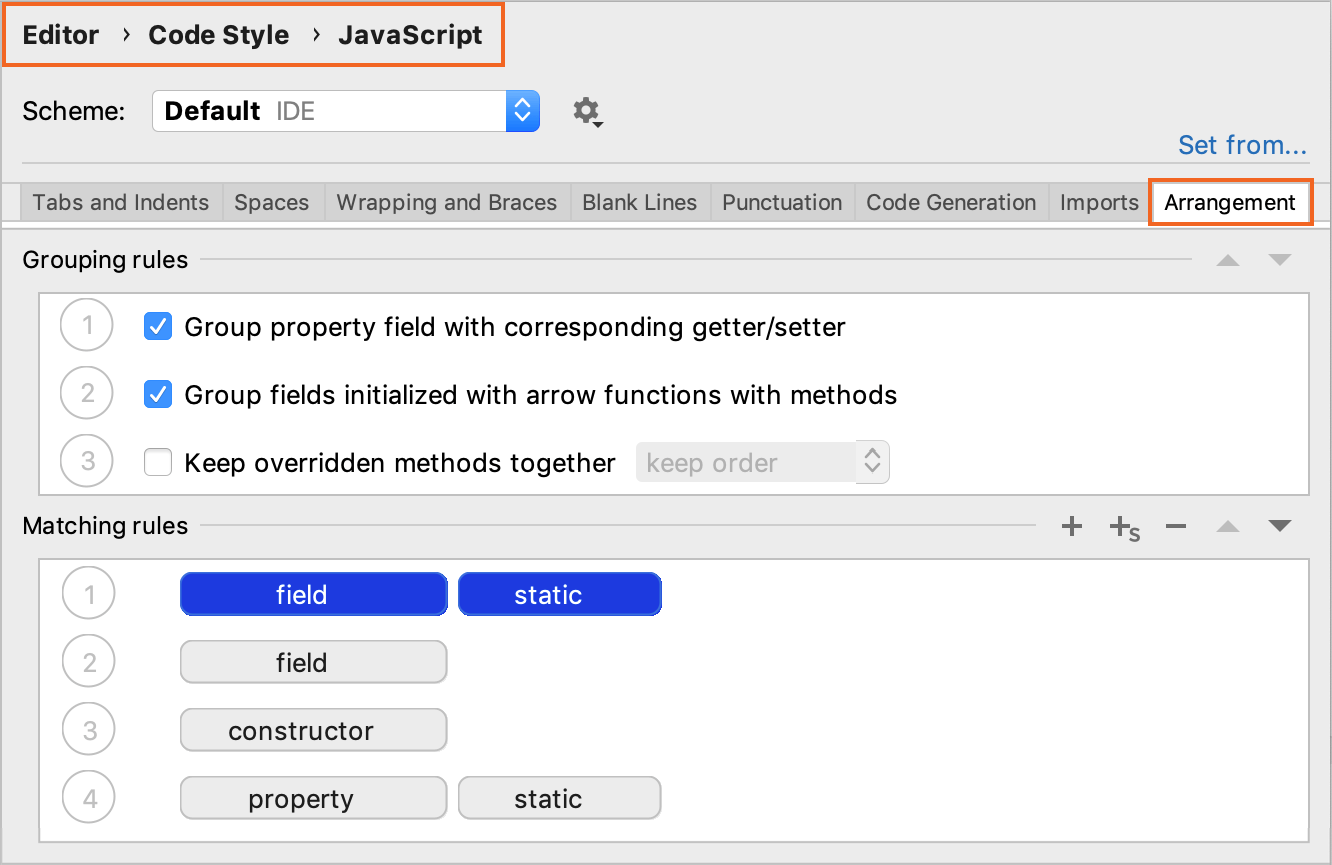 Editor › Code Style › JavaScript
Scheme: Default IDE
Set from...
Tabs and Indents Spaces Wrapping and Braces Blank Lines Punctuation Code Generation Imports Arrangement
Grouping rules
1 Group property field with corresponding getter/setter
2 Group fields initialized with arrow functions with methods
3 Keep overridden methods together keep order
Matching rules
1 field static
2 field
3 constructor
4 property static